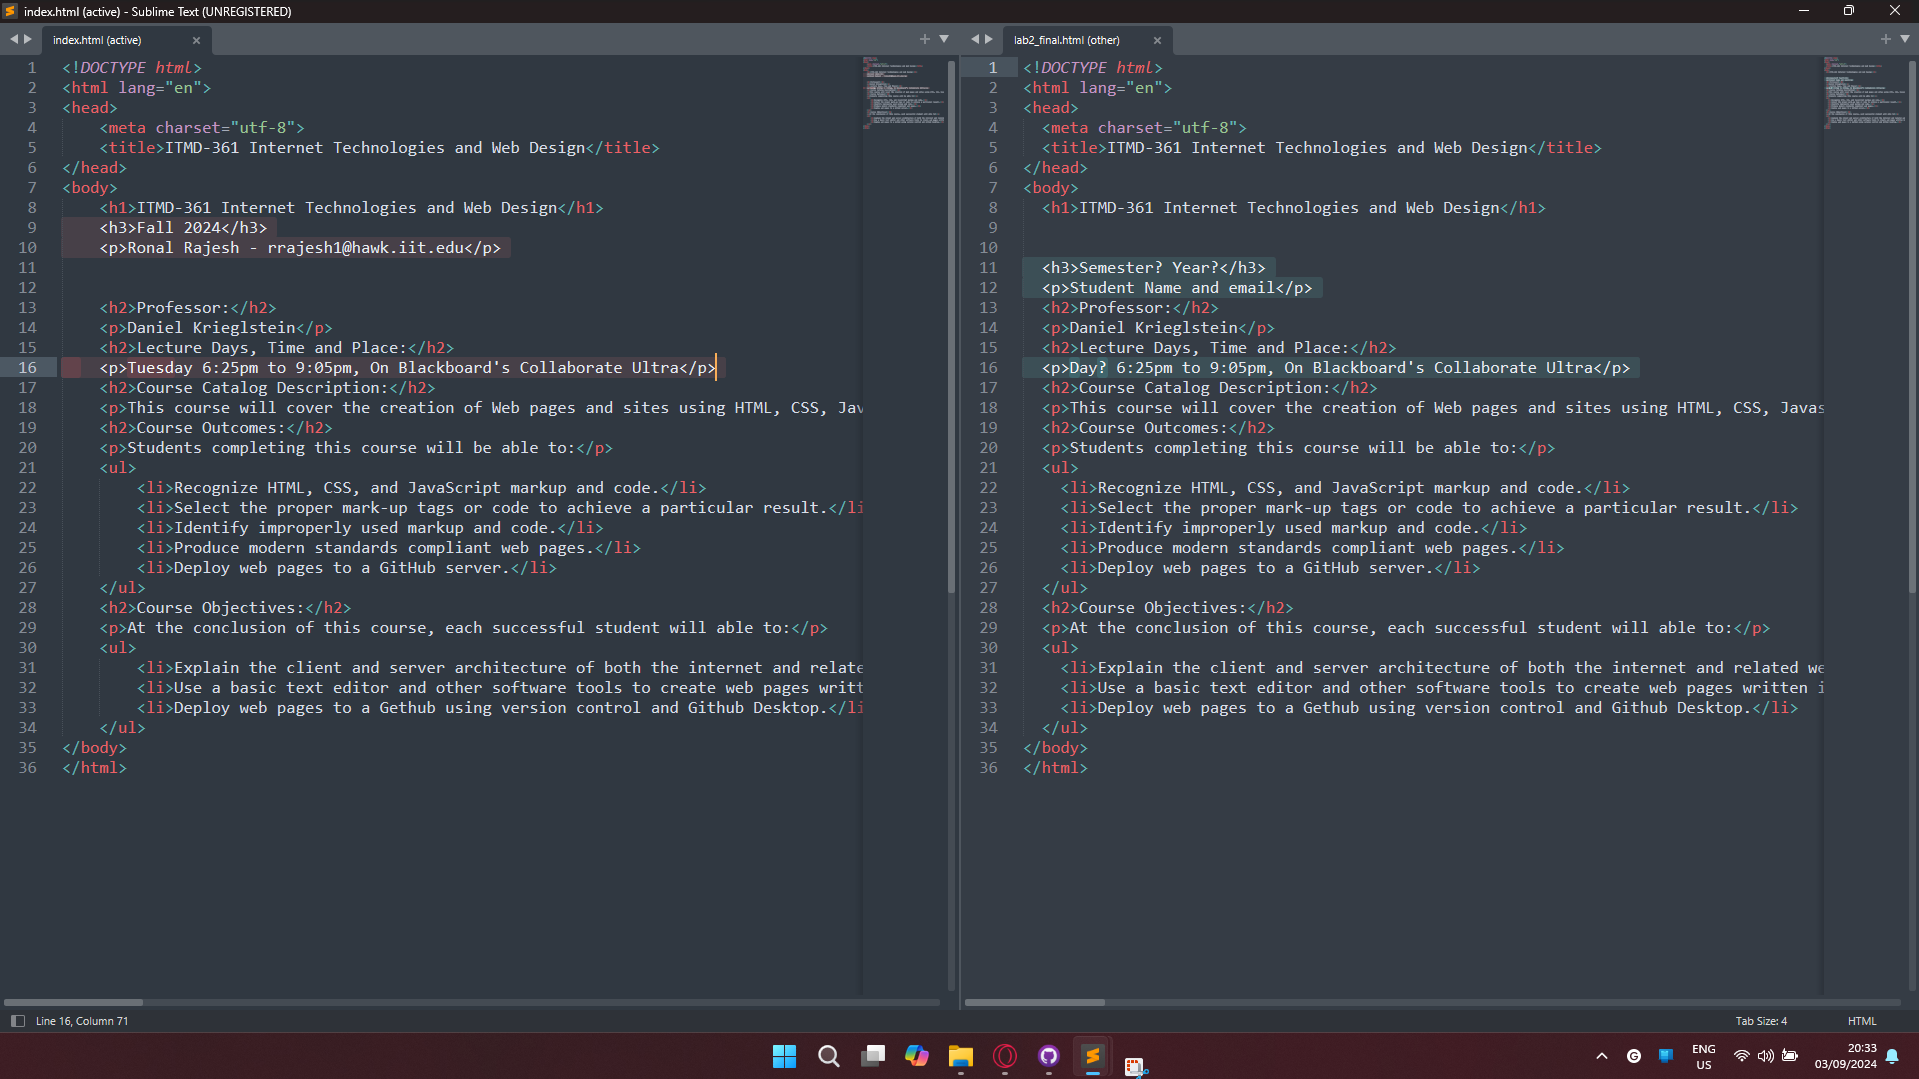 index.html (active) - Sublime Text (UNREGISTERED)
index.html (active)
1 <!DOCTYPE html>
2 <html lang="en">
3 <head>
4 <meta charset="utf-8">
5 <title>ITMD-361 Internet Technologies and Web Design</title>
6 </head>
7 <body>
8 <h1>ITMD-361 Internet Technologies and Web Design</h1>
9 <h3>Fall 2024</h3>
10 <p>Ronal Rajesh - rrajesh1@hawk.iit.edu</p>
11
12
13 <h2>Professor:</h2>
14 <p>Daniel Krieglstein</p>
15 <h2>Lecture Days, Time and Place:</h2>
16 <p>Tuesday 6:25pm to 9:05pm, On Blackboard's Collaborate Ultra</p>
17 <h2>Course Catalog Description:</h2>
18 <p>This course will cover the creation of Web pages and sites using HTML, CSS, Jav
19 <h2>Course Outcomes:</h2>
20 <p>Students completing this course will be able to:</p>
21 <ul>
22 <li>Recognize HTML, CSS, and JavaScript markup and code.</li>
23 <li>Select the proper mark-up tags or code to achieve a particular result.</li
24 <li>Identify improperly used markup and code.</li>
25 <li>Produce modern standards compliant web pages.</li>
26 <li>Deploy web pages to a GitHub server.</li>
27 </ul>
28 <h2>Course Objectives:</h2>
29 <p>At the conclusion of this course, each successful student will able to:</p>
30 <ul>
31 <li>Explain the client and server architecture of both the internet and relate
32 <li>Use a basic text editor and other software tools to create web pages writt
33 <li>Deploy web pages to a Gethub using version control and Github Desktop.</li
34 </ul>
35 </body>
36 </html>
lab2_final.html (other)
1 <!DOCTYPE html>
2 <html lang="en">
3 <head>
4 <meta charset="utf-8">
5 <title>ITMD-361 Internet Technologies and Web Design</title>
6 </head>
7 <body>
8 <h1>ITMD-361 Internet Technologies and Web Design</h1>
9
10
11 <h3>Semester? Year?</h3>
12 <p>Student Name and email</p>
13 <h2>Professor:</h2>
14 <p>Daniel Krieglstein</p>
15 <h2>Lecture Days, Time and Place:</h2>
16 <p>Day? 6:25pm to 9:05pm, On Blackboard's Collaborate Ultra</p>
17 <h2>Course Catalog Description:</h2>
18 <p>This course will cover the creation of Web pages and sites using HTML, CSS, Javas
19 <h2>Course Outcomes:</h2>
20 <p>Students completing this course will be able to:</p>
21 <ul>
22 <li>Recognize HTML, CSS, and JavaScript markup and code.</li>
23 <li>Select the proper mark-up tags or code to achieve a particular result.</li>
24 <li>Identify improperly used markup and code.</li>
25 <li>Produce modern standards compliant web pages.</li>
26 <li>Deploy web pages to a GitHub server.</li>
27 </ul>
28 <h2>Course Objectives:</h2>
29 <p>At the conclusion of this course, each successful student will able to:</p>
30 <ul>
31 <li>Explain the client and server architecture of both the internet and related we
32 <li>Use a basic text editor and other software tools to create web pages written i
33 <li>Deploy web pages to a Gethub using version control and Github Desktop.</li>
34 </ul>
35 </body>
36 </html>
Line 16, Column 71
Tab Size: 4
HTML
ENG
US
20:33
03/09/2024